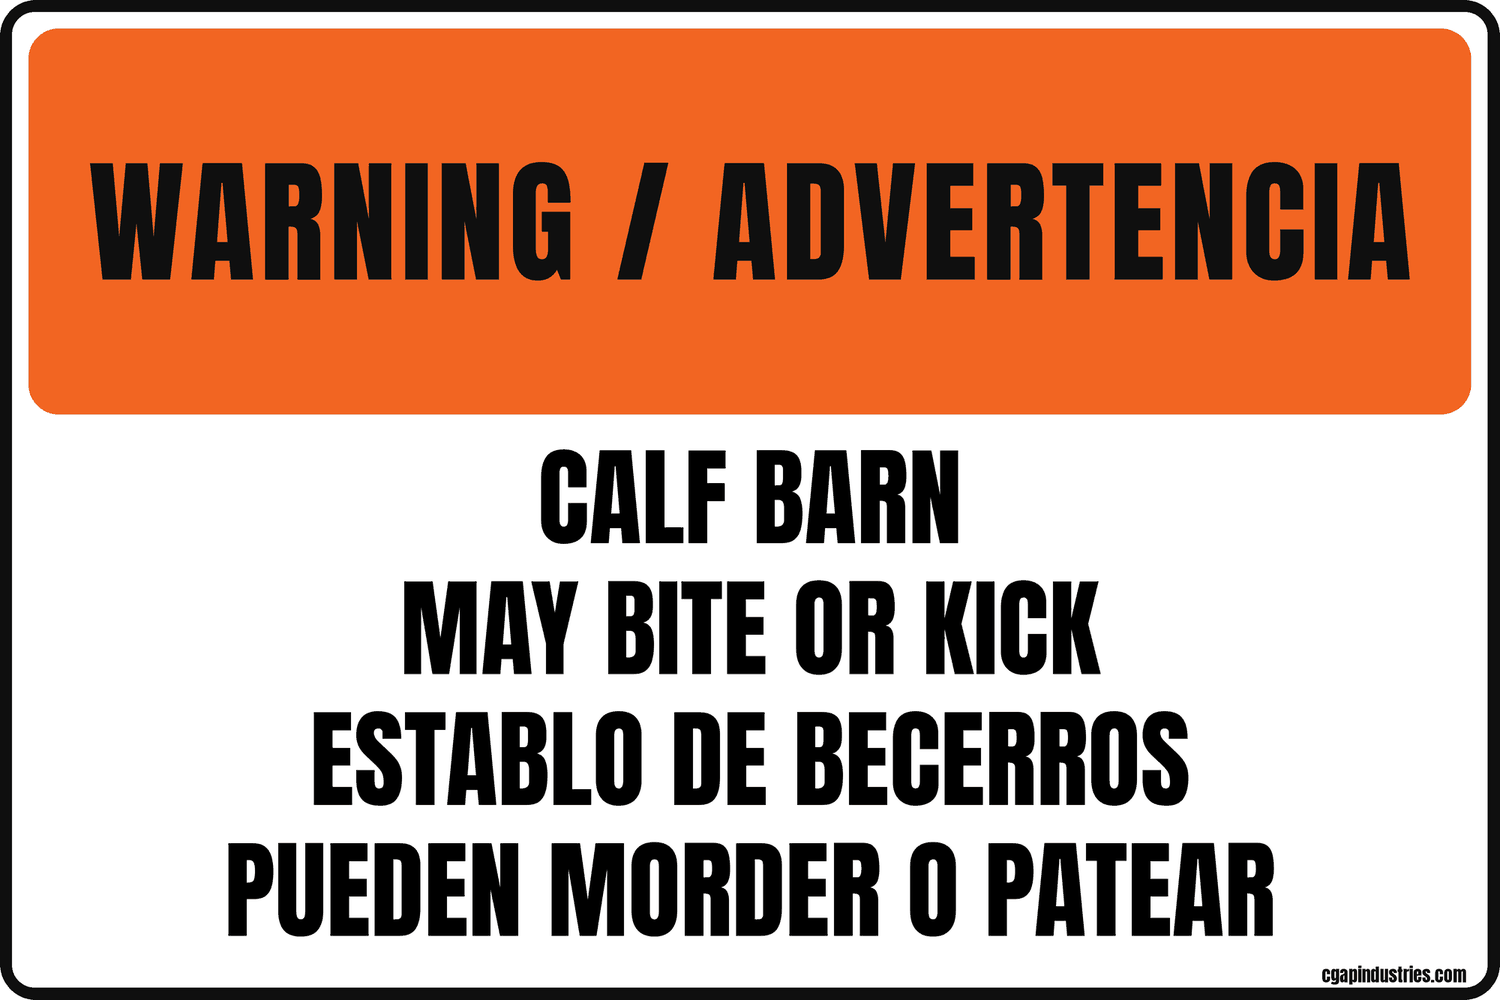 WARNING / ADVERTENCIA
CALF BARN
MAY BITE OR KICK
ESTABLO DE BECERROS
PUEDEN MORDER O PATEAR
cgapindustries.com